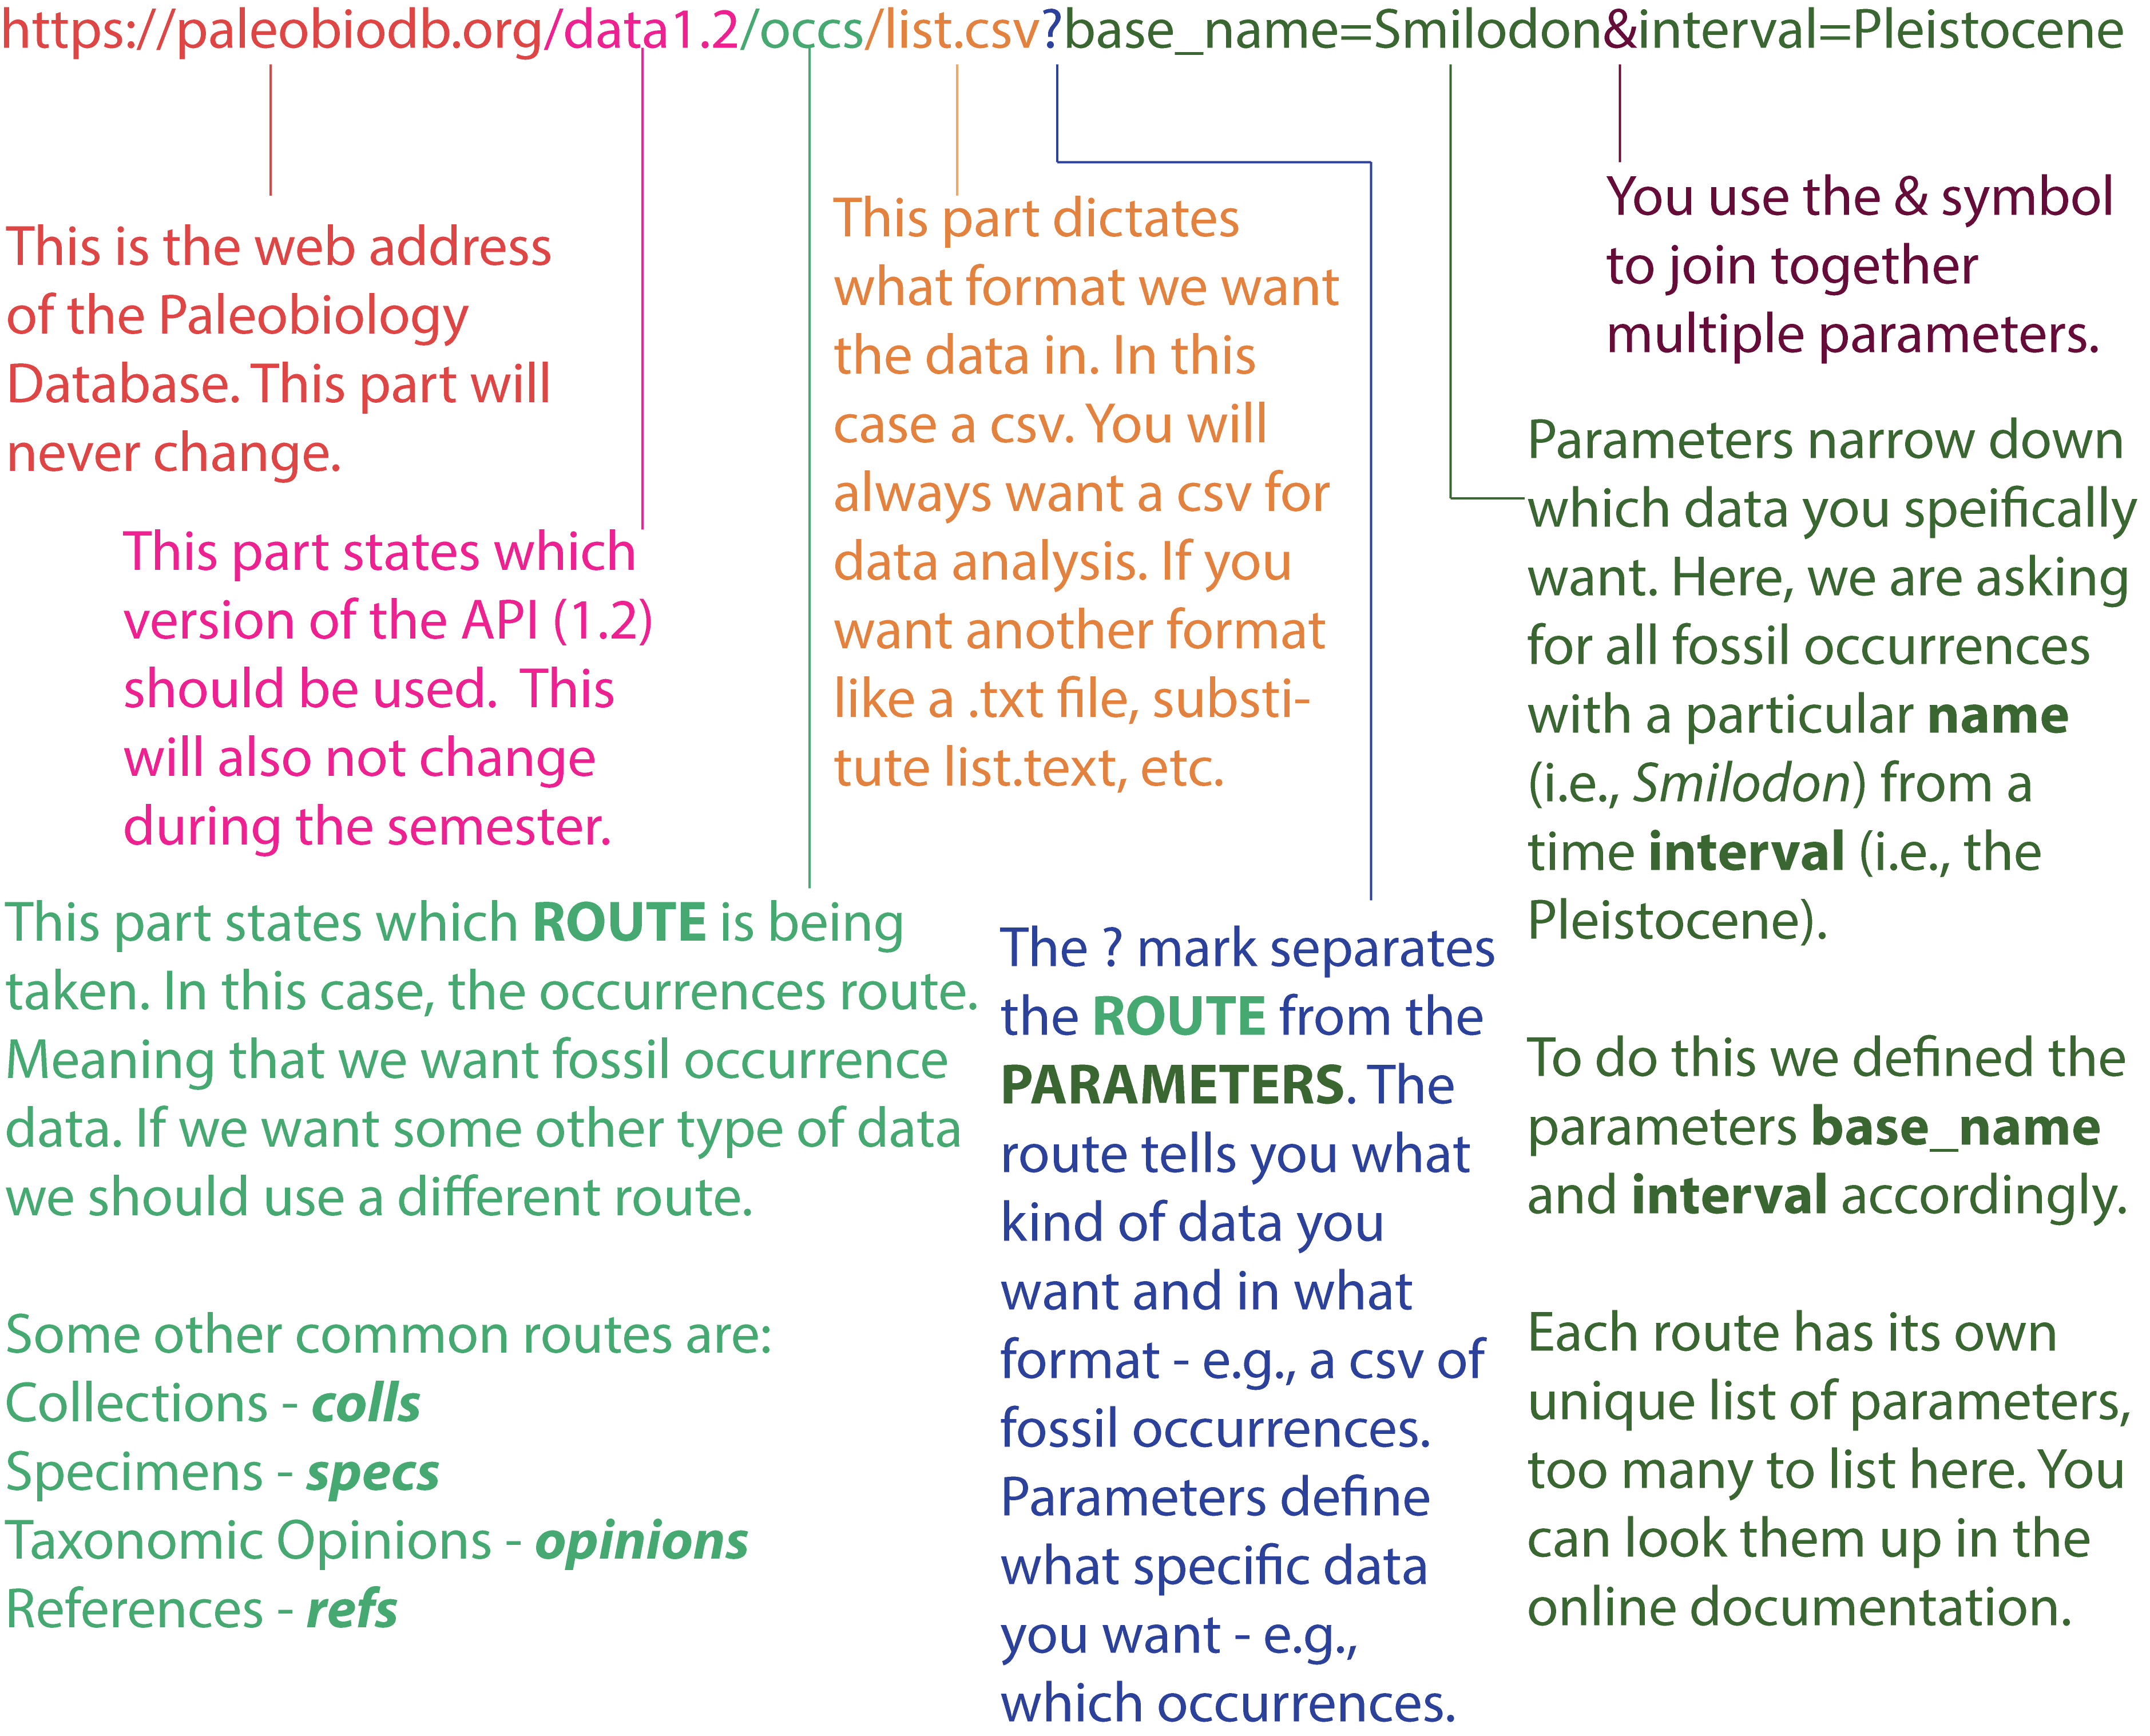 https://paleobiodb.org/data1.2/occs/list.csv?base_name=Smilodon&interval=Pleistocene
This is the web address
of the Paleobiology
Database. This part will
never change.
This part states which
version of the API (1.2)
should be used.  This
will also not change
during the semester.
This part states which ROUTE is being
taken. In this case, the occurrences route.
Meaning that we want fossil occurrence
data. If we want some other type of data
we should use a different route.
Some other common routes are:
Collections - colls
Specimens - specs
Taxonomic Opinions - opinions
References - refs
This part dictates
what format we want
the data in. In this
case a csv. You will
always want a csv for
data analysis. If you
want another format
like a .txt file, substi-
tute list.text, etc.
The ? mark separates
the ROUTE from the
PARAMETERS. The
route tells you what
kind of data you
want and in what
format - e.g., a csv of
fossil occurrences.
Parameters define
what specific data
you want - e.g.,
which occurrences.
You use the & symbol
to join together
multiple parameters.
Parameters narrow down
which data you speifically
want. Here, we are asking
for all fossil occurrences
with a particular name
(i.e., Smilodon) from a
time interval (i.e., the
Pleistocene).
To do this we defined the
parameters base_name
and interval accordingly.
Each route has its own
unique list of parameters,
too many to list here. You
can look them up in the
online documentation.